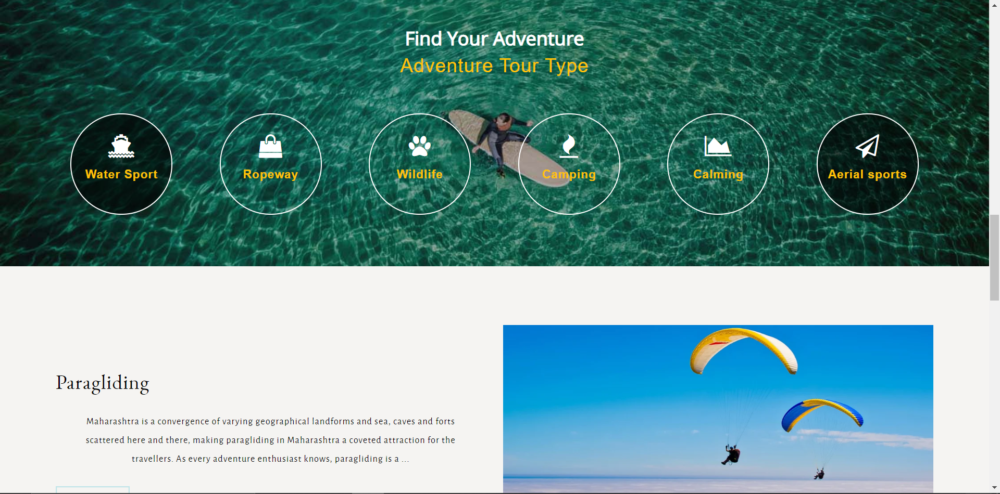 Find Your Adventure
Adventure Tour Type
Water Sport
Ropeway
Wildlife
Camping
Calming
Aerial sports
Paragliding
Maharashtra is a convergence of varying geographical landforms and sea, caves and forts
scattered here and there, making paragliding in Maharashtra a coveted attraction for the
travellers. As every adventure enthusiast knows, paragliding is a ...